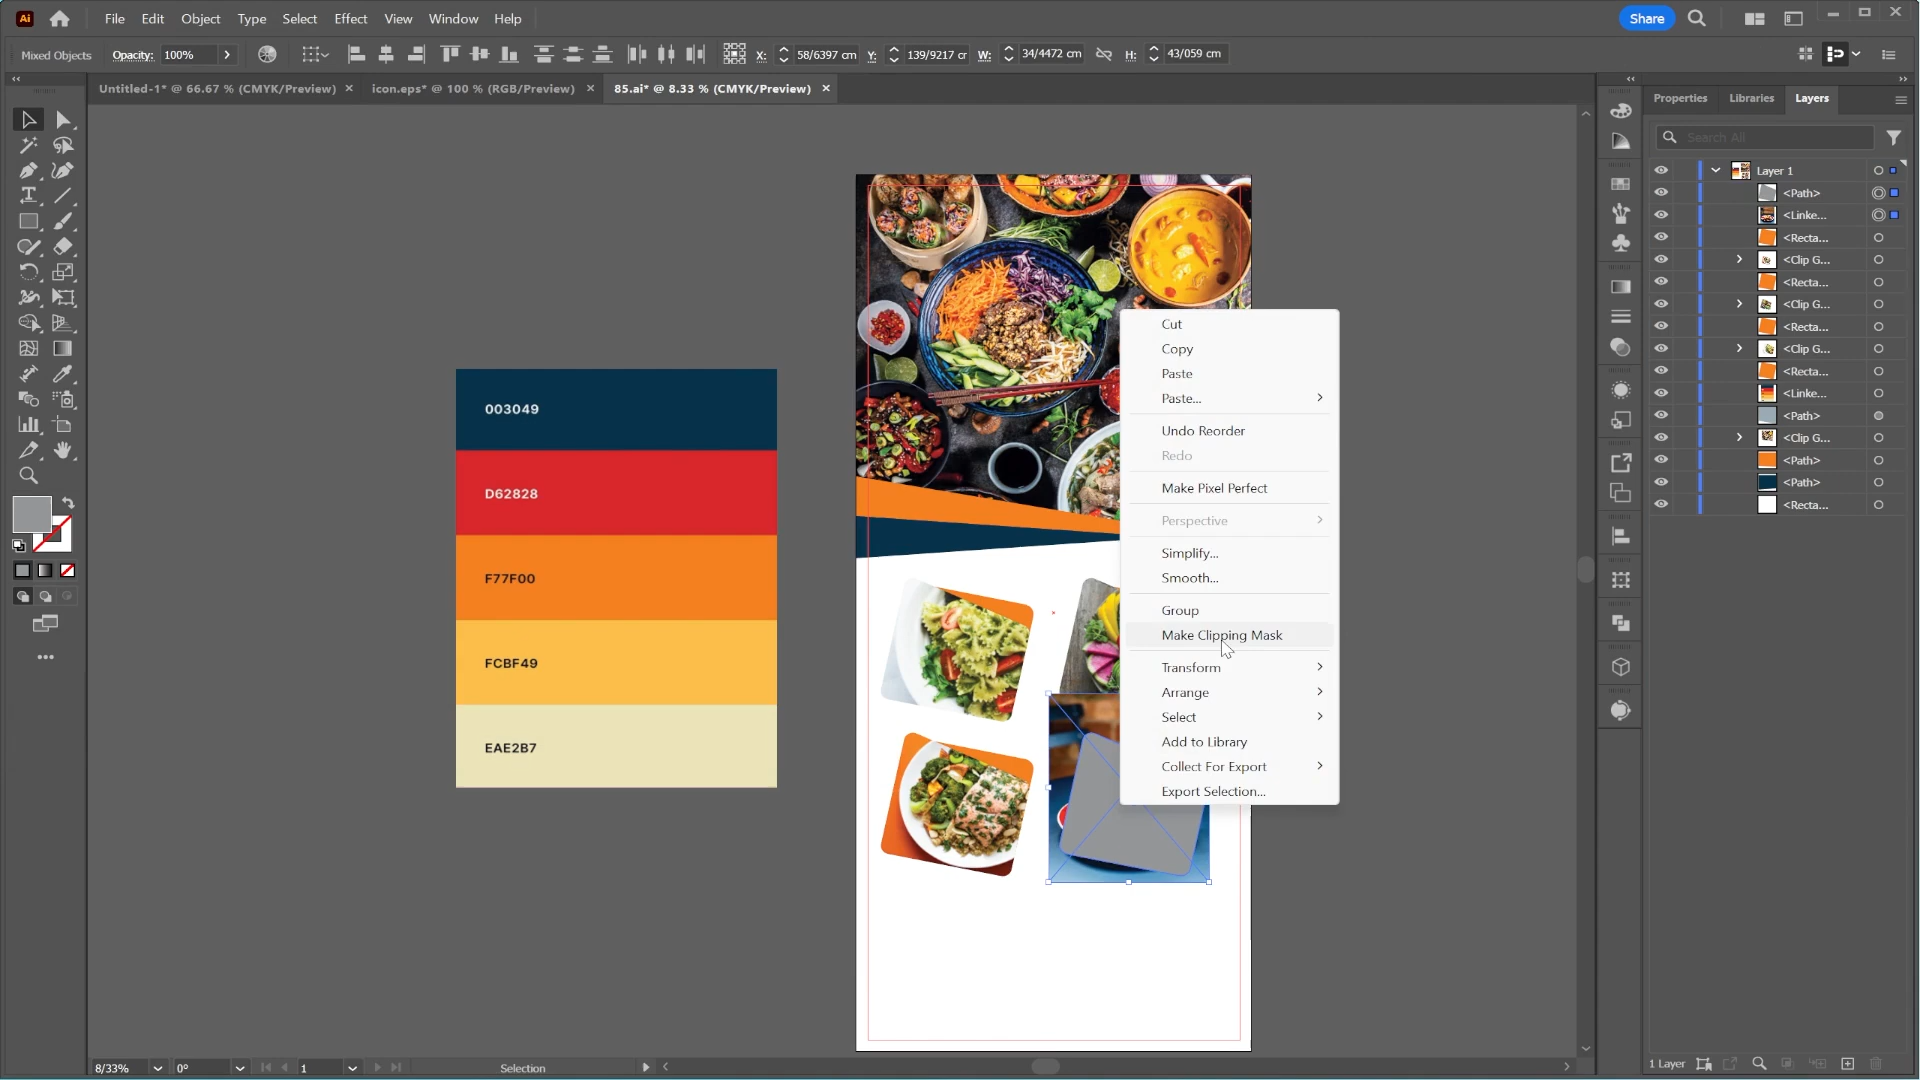 Ai File Edit Object Type Select Effect View Window Help Share
Mixed Objects Opacity: 100% X: 58/6397 cm Y: 139/9217 cr W: 34/4472 cm H: 43/059 cm
Untitled-1* @ 66.67 % (CMYK/Preview) × icon.eps* @ 100 % (RGB/Preview) × 85.ai* @ 8.33 % (CMYK/Preview) ×
Properties Libraries Layers
Search All
Layer 1
<Path>
<Linke...
<Recta...
<Clip G...
<Recta...
<Clip G...
<Recta...
<Clip G...
<Recta...
<Linke...
<Path>
<Clip G...
<Path>
<Path>
<Recta...
003049
D62828
F77F00
FCBF49
EAE2B7
Cut
Copy
Paste
Paste...
Undo Reorder
Redo
Make Pixel Perfect
Perspective
Simplify...
Smooth...
Group
Make Clipping Mask
Transform
Arrange
Select
Add to Library
Collect For Export
Export Selection...
8/33% 0° 1 Selection
1 Layer